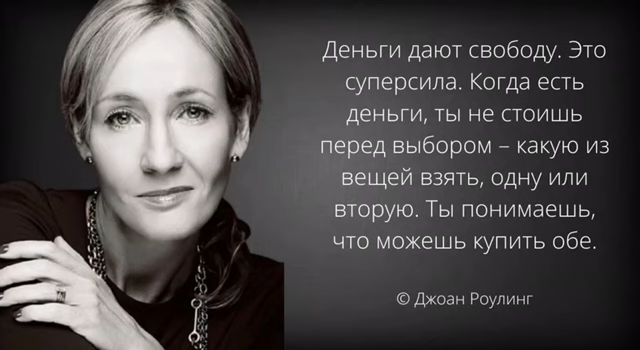 Деньги дают свободу. Это
суперсила. Когда есть
деньги, ты не стоишь
перед выбором – какую из
вещей взять, одну или
вторую. Ты понимаешь,
что можешь купить обе.
© Джоан Роулинг